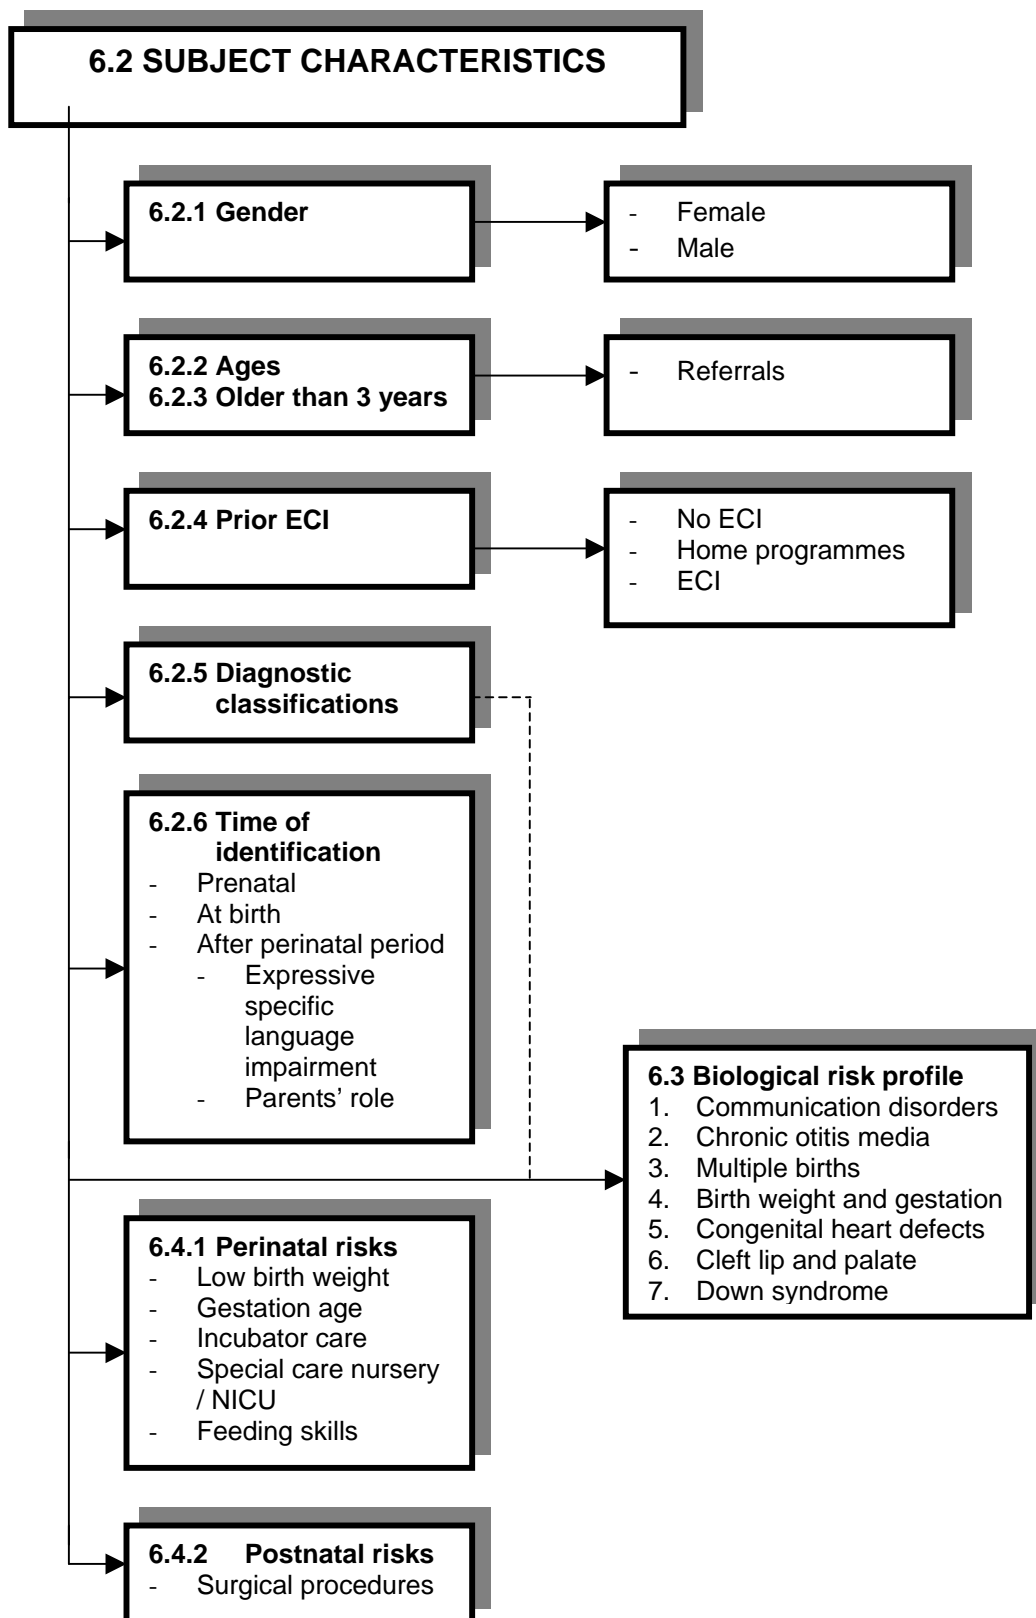 6.2 SUBJECT CHARACTERISTICS
6.2.1 Gender
- Female
- Male
6.2.2 Ages
6.2.3 Older than 3 years
- Referrals
6.2.4 Prior ECI
- No ECI
- Home programmes
- ECI
6.2.5 Diagnostic
classifications
6.2.6 Time of
identification
- Prenatal
- At birth
- After perinatal period
- Expressive
specific
language
impairment
- Parents’ role
6.3 Biological risk profile
1. Communication disorders
2. Chronic otitis media
3. Multiple births
4. Birth weight and gestation
5. Congenital heart defects
6. Cleft lip and palate
7. Down syndrome
6.4.1 Perinatal risks
- Low birth weight
- Gestation age
- Incubator care
- Special care nursery
/ NICU
- Feeding skills
6.4.2 Postnatal risks
- Surgical procedures